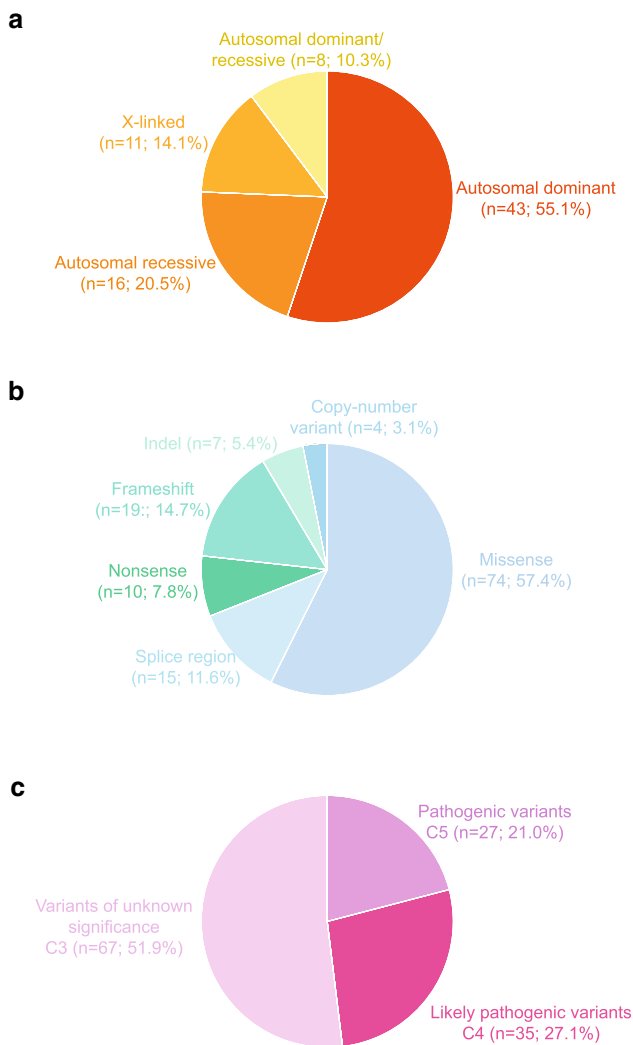 a
Autosomal dominant/
recessive (n=8; 10.3%)
X-linked
(n=11; 14.1%)
Autosomal dominant
(n=43; 55.1%)
Autosomal recessive
(n=16; 20.5%)
b
Copy-number
variant (n=4; 3.1%)
Indel (n=7; 5.4%)
Frameshift
(n=19:; 14.7%)
Missense
(n=74; 57.4%)
Nonsense
(n=10; 7.8%)
Splice region
(n=15; 11.6%)
c
Pathogenic variants
C5 (n=27; 21.0%)
Variants of unknown
significance
C3 (n=67; 51.9%)
Likely pathogenic variants
C4 (n=35; 27.1%)